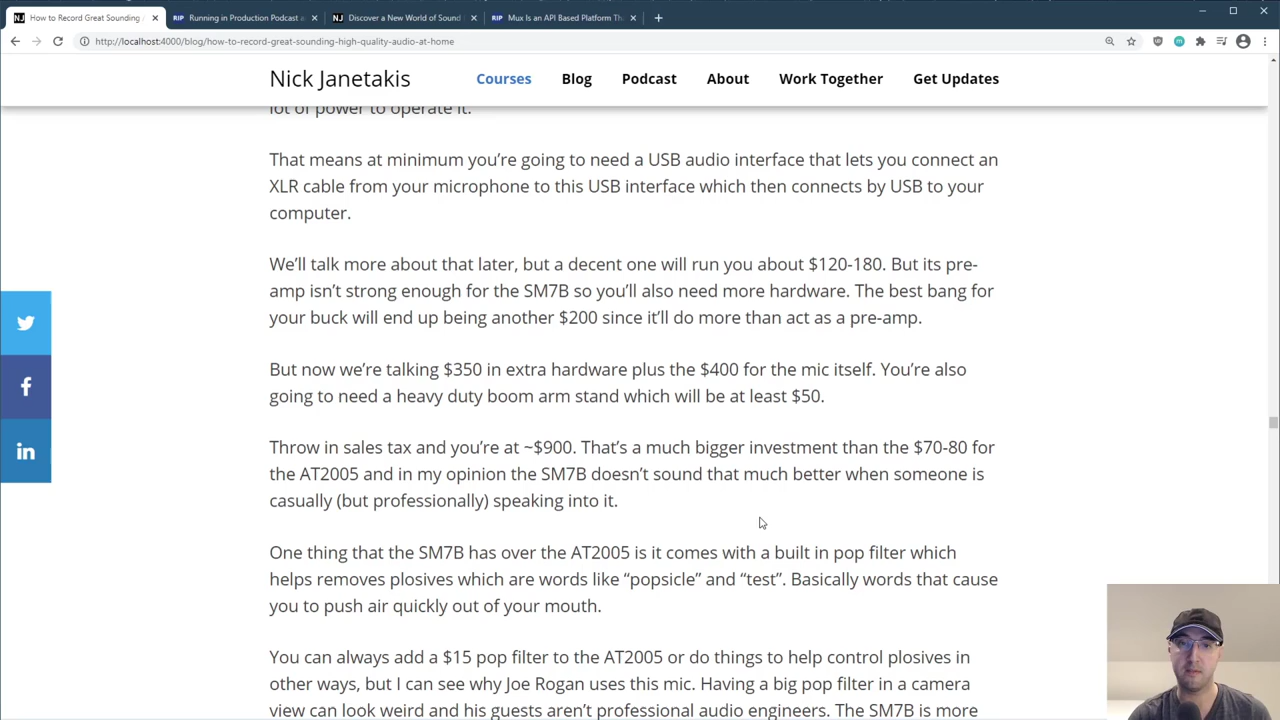 How to Record Great Sounding
Running in Production Podcast a
Discover a New World of Sound
Mux Is an API Based Platform Th
http://localhost:4000/blog/how-to-record-great-sounding-high-quality-audio-at-home
Nick Janetakis
Courses
Blog
Podcast
About
Work Together
Get Updates
lot of power to operate it.
That means at minimum you’re going to need a USB audio interface that lets you connect an
XLR cable from your microphone to this USB interface which then connects by USB to your
computer.
We’ll talk more about that later, but a decent one will run you about $120-180. But its pre-
amp isn’t strong enough for the SM7B so you’ll also need more hardware. The best bang for
your buck will end up being another $200 since it’ll do more than act as a pre-amp.
But now we’re talking $350 in extra hardware plus the $400 for the mic itself. You’re also
going to need a heavy duty boom arm stand which will be at least $50.
Throw in sales tax and you’re at ~$900. That’s a much bigger investment than the $70-80 for
the AT2005 and in my opinion the SM7B doesn’t sound that much better when someone is
casually (but professionally) speaking into it.
One thing that the SM7B has over the AT2005 is it comes with a built in pop filter which
helps removes plosives which are words like “popsicle” and “test”. Basically words that cause
you to push air quickly out of your mouth.
You can always add a $15 pop filter to the AT2005 or do things to help control plosives in
other ways, but I can see why Joe Rogan uses this mic. Having a big pop filter in a camera
view can look weird and his guests aren’t professional audio engineers. The SM7B is more